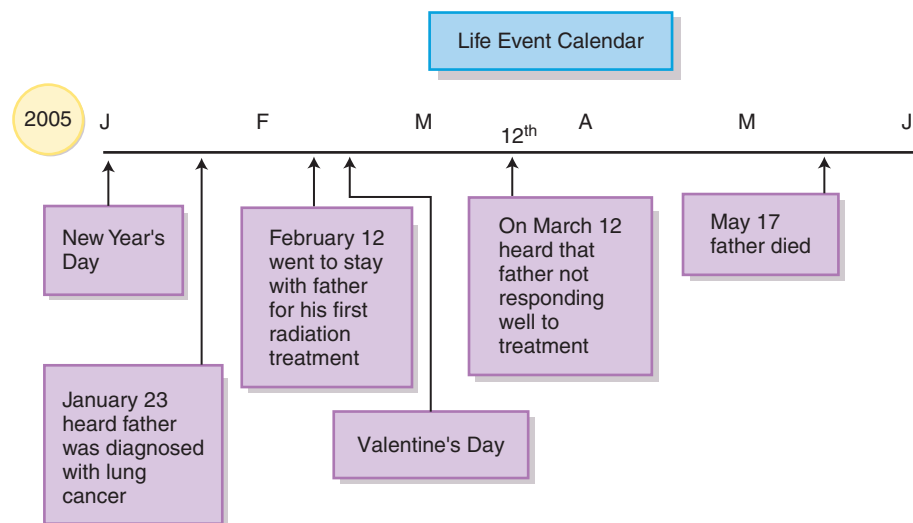 Life Event Calendar
2005
J F M A M J
12th
New Year's
Day
January 23
heard father
was diagnosed
with lung
cancer
February 12
went to stay
with father
for his first
radiation
treatment
Valentine's Day
On March 12
heard that
father not
responding
well to
treatment
May 17
father died